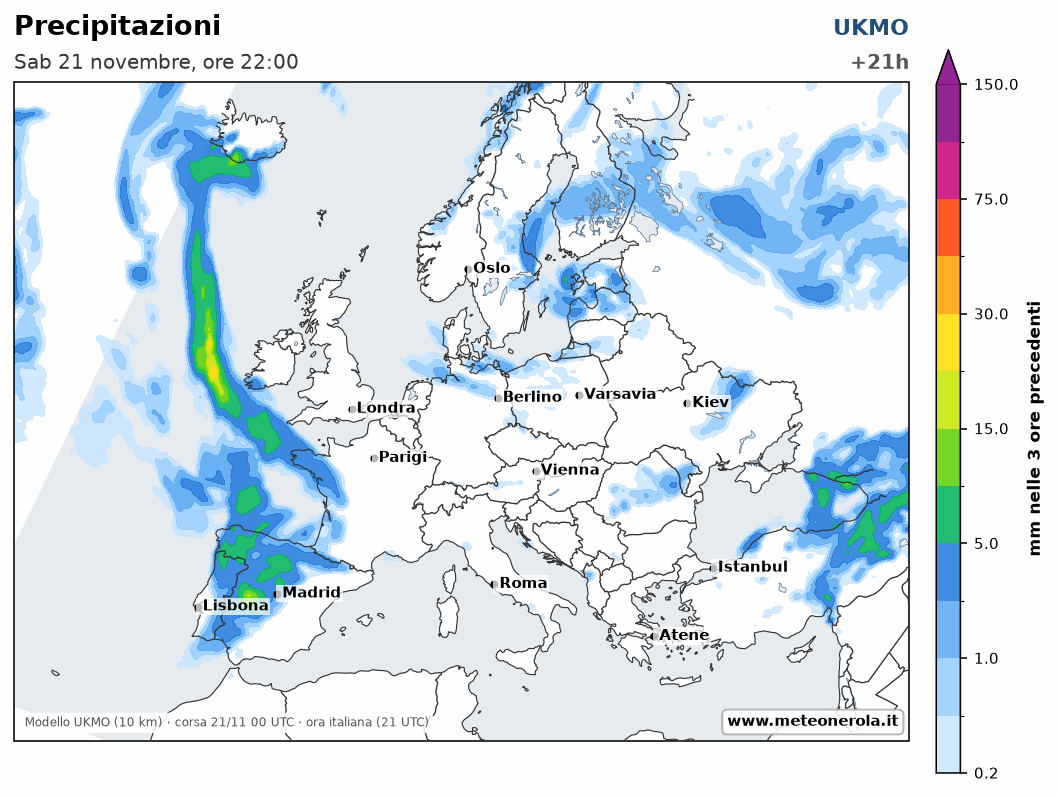 Precipitazioni
UKMO
Sab 21 novembre, ore 22:00
+21h
150.0
75.0
30.0
15.0
5.0
1.0
0.2
mm nelle 3 ore precedenti
Oslo
Londra
Berlino
Varsavia
Kiev
Parigi
Vienna
Istanbul
Roma
Madrid
Lisbona
Atene
Modello UKMO (10 km) · corsa 21/11 00 UTC · ora italiana (21 UTC)
www.meteonerola.it